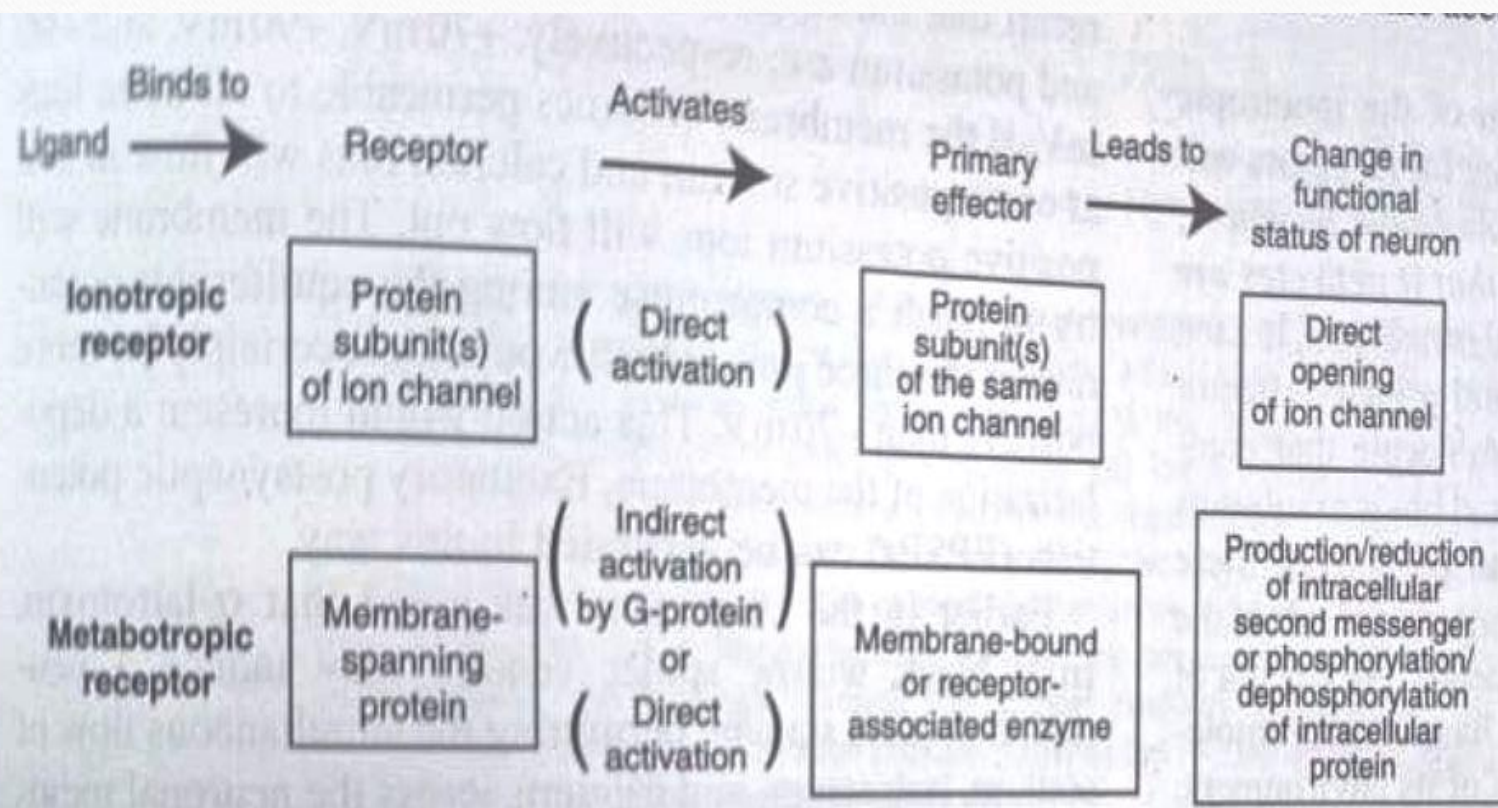 Binds to
Ligand
Receptor
Activates
Primary
effector
Leads to
Change in
functional
status of neuron
Ionotropic
receptor
Protein
subunit(s)
of ion channel
( Direct
activation )
Protein
subunit(s)
of the same
ion channel
Direct
opening
of ion channel
Metabotropic
receptor
Membrane-
spanning
protein
( Indirect
activation
by G-protein )
or
( Direct
activation )
Membrane-bound
or receptor-
associated enzyme
Production/reduction
of intracellular
second messenger
or phosphorylation/
dephosphorylation
of intracellular
protein